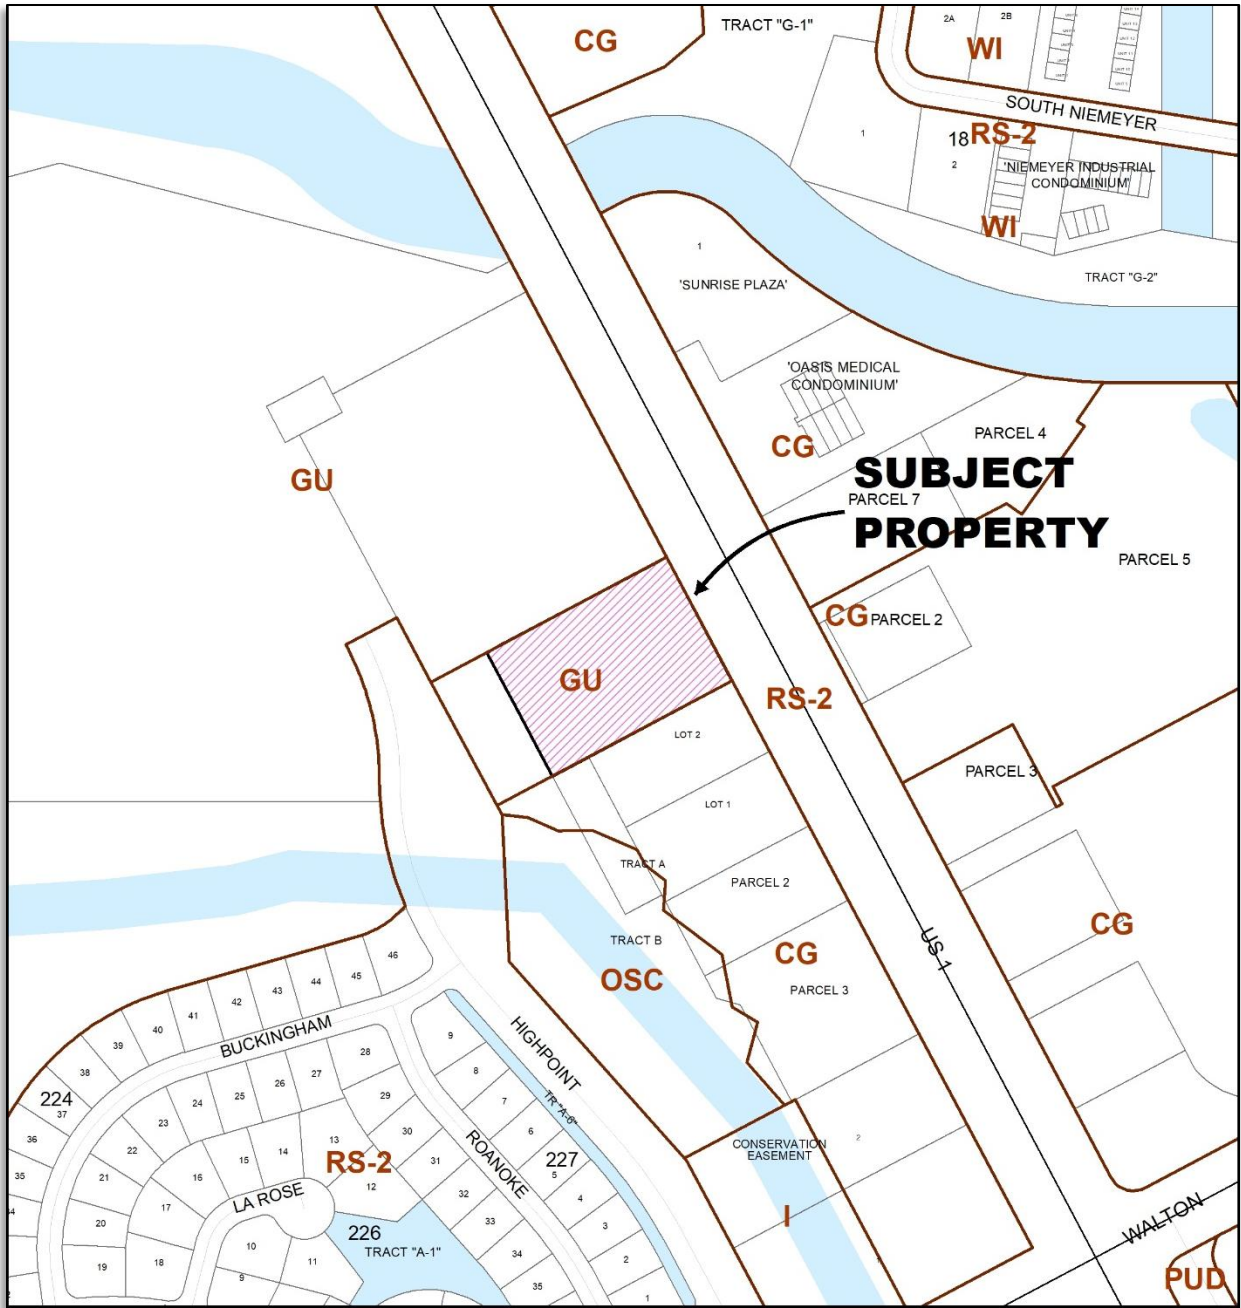 CG
TRACT "G-1"
2A
2B
WI
SOUTH NIEMEYER
1
18
RS-2
2
'NIEMEYER INDUSTRIAL
CONDOMINIUM'
WI
1
'SUNRISE PLAZA'
TRACT "G-2"
'OASIS MEDICAL
CONDOMINIUM'
CG
PARCEL 4
GU
SUBJECT
PROPERTY
PARCEL 7
PARCEL 5
CG
PARCEL 2
GU
RS-2
LOT 2
PARCEL 3
LOT 1
TRACT A
PARCEL 2
CG
US 1
TRACT B
CG
OSC
PARCEL 3
46
45
44
43
42
41
40
39
38
224
37
36
35
BUCKINGHAM
HIGHPOINT
9
8
7
6
227
5
4
3
2
1
TR "A-6"
28
27
26
25
24
23
22
21
20
19
18
17
16
15
14
13
12
29
30
31
32
33
34
35
RS-2
ROANOKE
LA ROSE
10
11
9
226
TRACT "A-1"
CONSERVATION
EASEMENT
2
I
WALTON
PUD